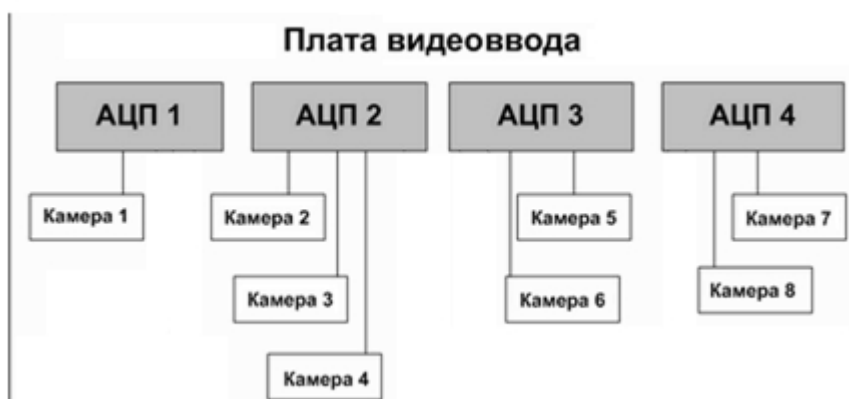 Плата видеоввода
АЦП 1
АЦП 2
АЦП 3
АЦП 4
Камера 1
Камера 2
Камера 5
Камера 7
Камера 3
Камера 6
Камера 8
Камера 4